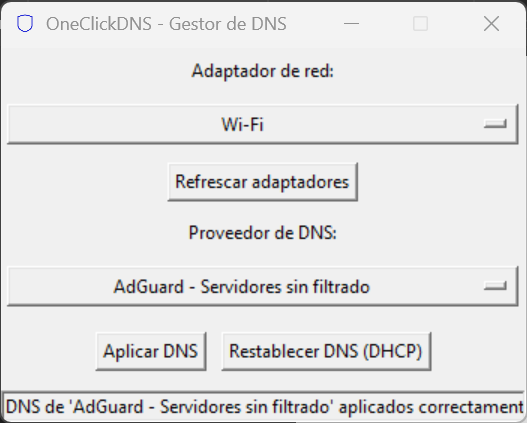 OneClickDNS - Gestor de DNS
Adaptador de red:
Wi-Fi
Refrescar adaptadores
Proveedor de DNS:
AdGuard - Servidores sin filtrado
Aplicar DNS Restablecer DNS (DHCP)
DNS de 'AdGuard - Servidores sin filtrado' aplicados correctament